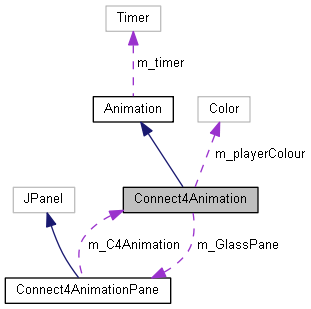 Timer
m_timer
Animation
Color
m_playerColour
JPanel
Connect4Animation
m_C4Animation
m_GlassPane
Connect4AnimationPane